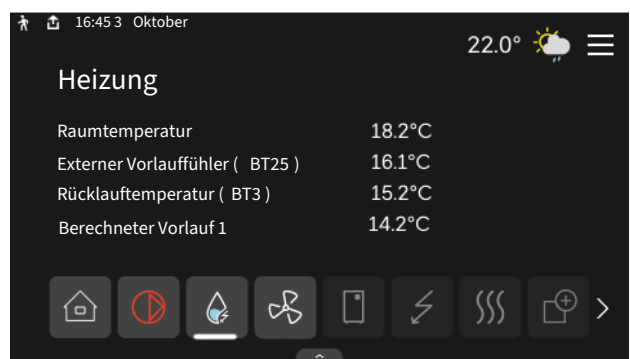 16:45 3 Oktober
22.0°
Heizung
Raumtemperatur 18.2°C
Externer Vorlauffühler ( BT25 ) 16.1°C
Rücklauftemperatur ( BT3 ) 15.2°C
Berechneter Vorlauf 1 14.2°C